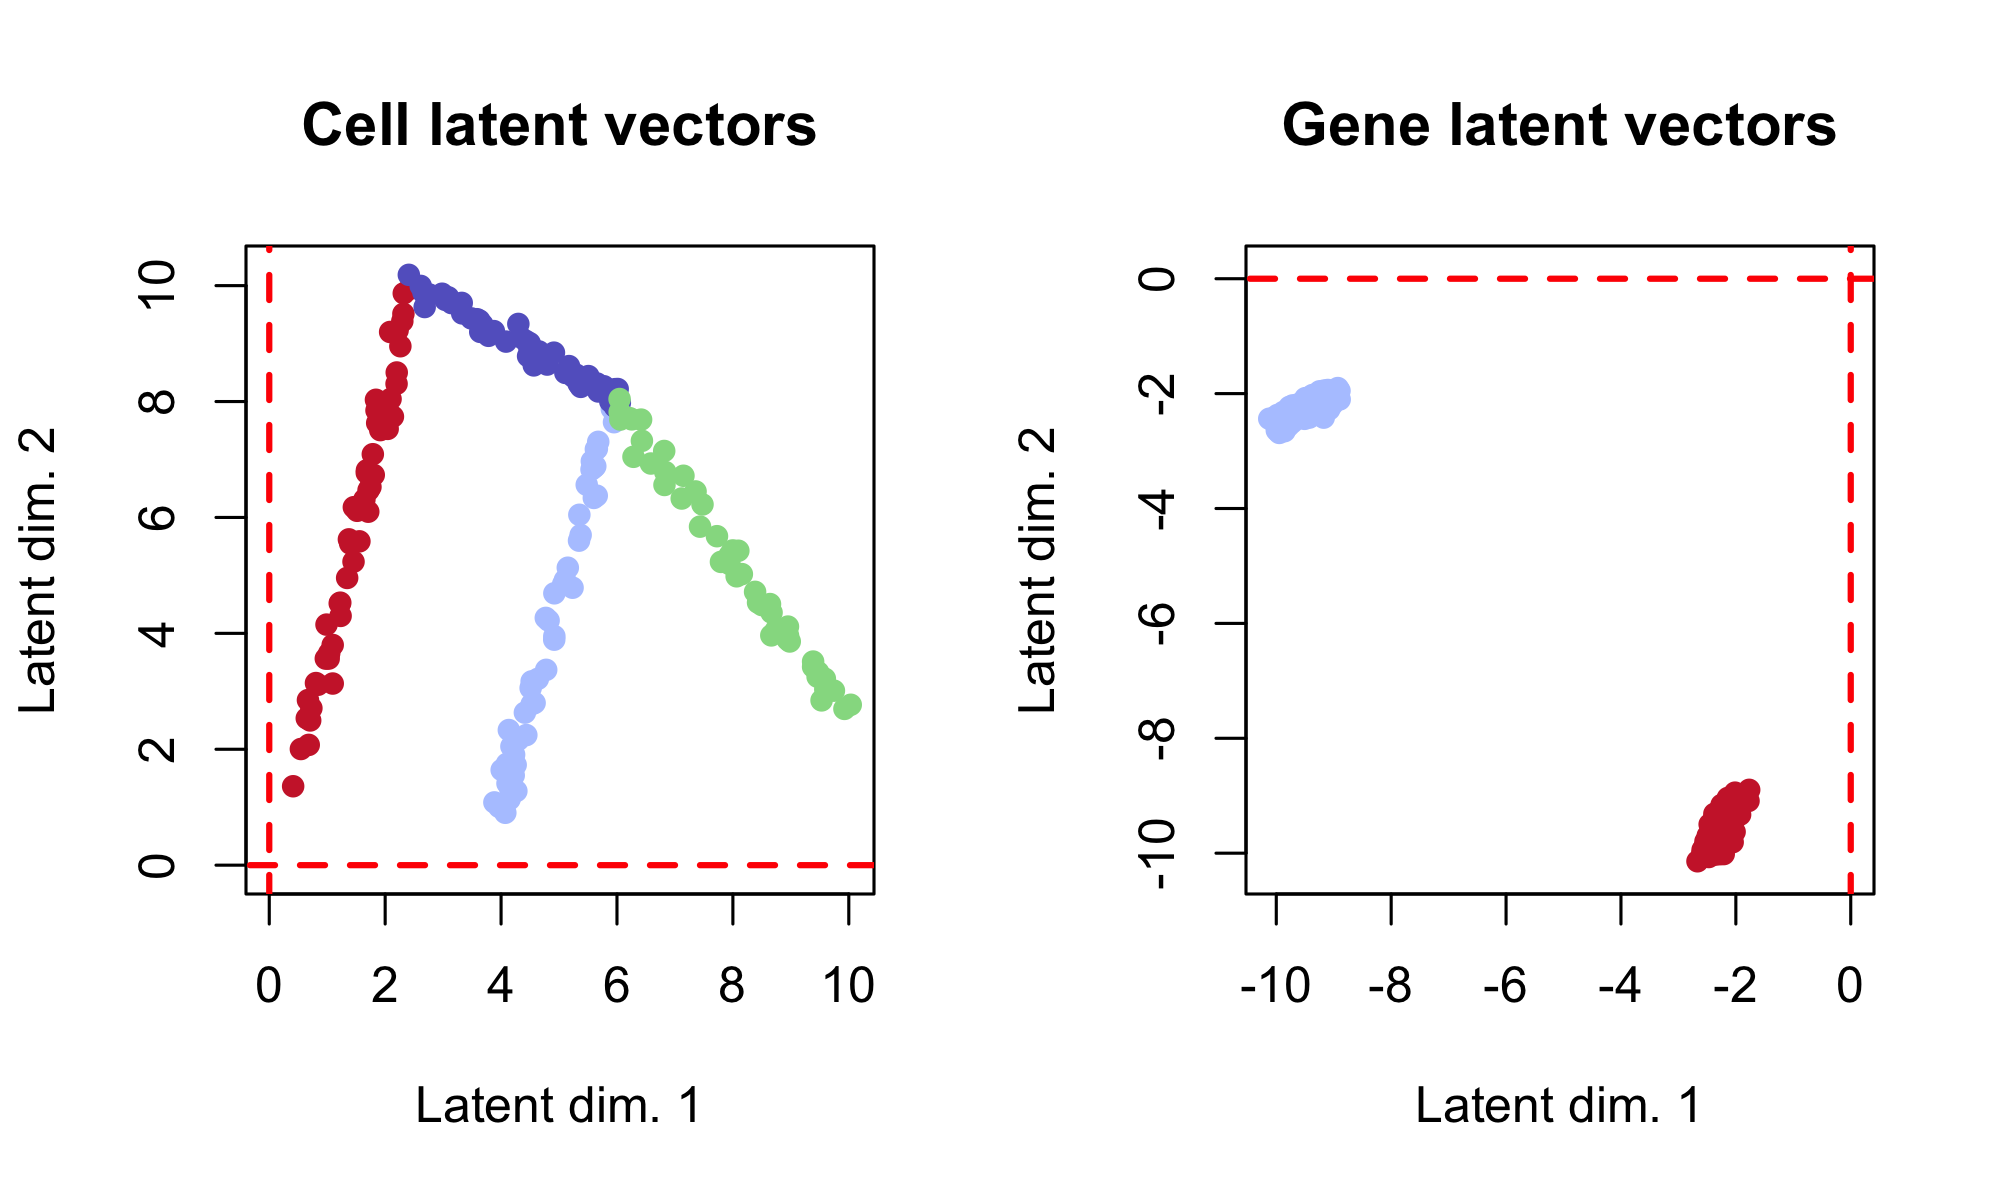 Cell latent vectors
Latent dim. 2
10
8
6
4
2
0
0 2 4 6 8 10
Latent dim. 1
Gene latent vectors
Latent dim. 2
0
-2
-4
-6
-8
-10
-10 -8 -6 -4 -2 0
Latent dim. 1